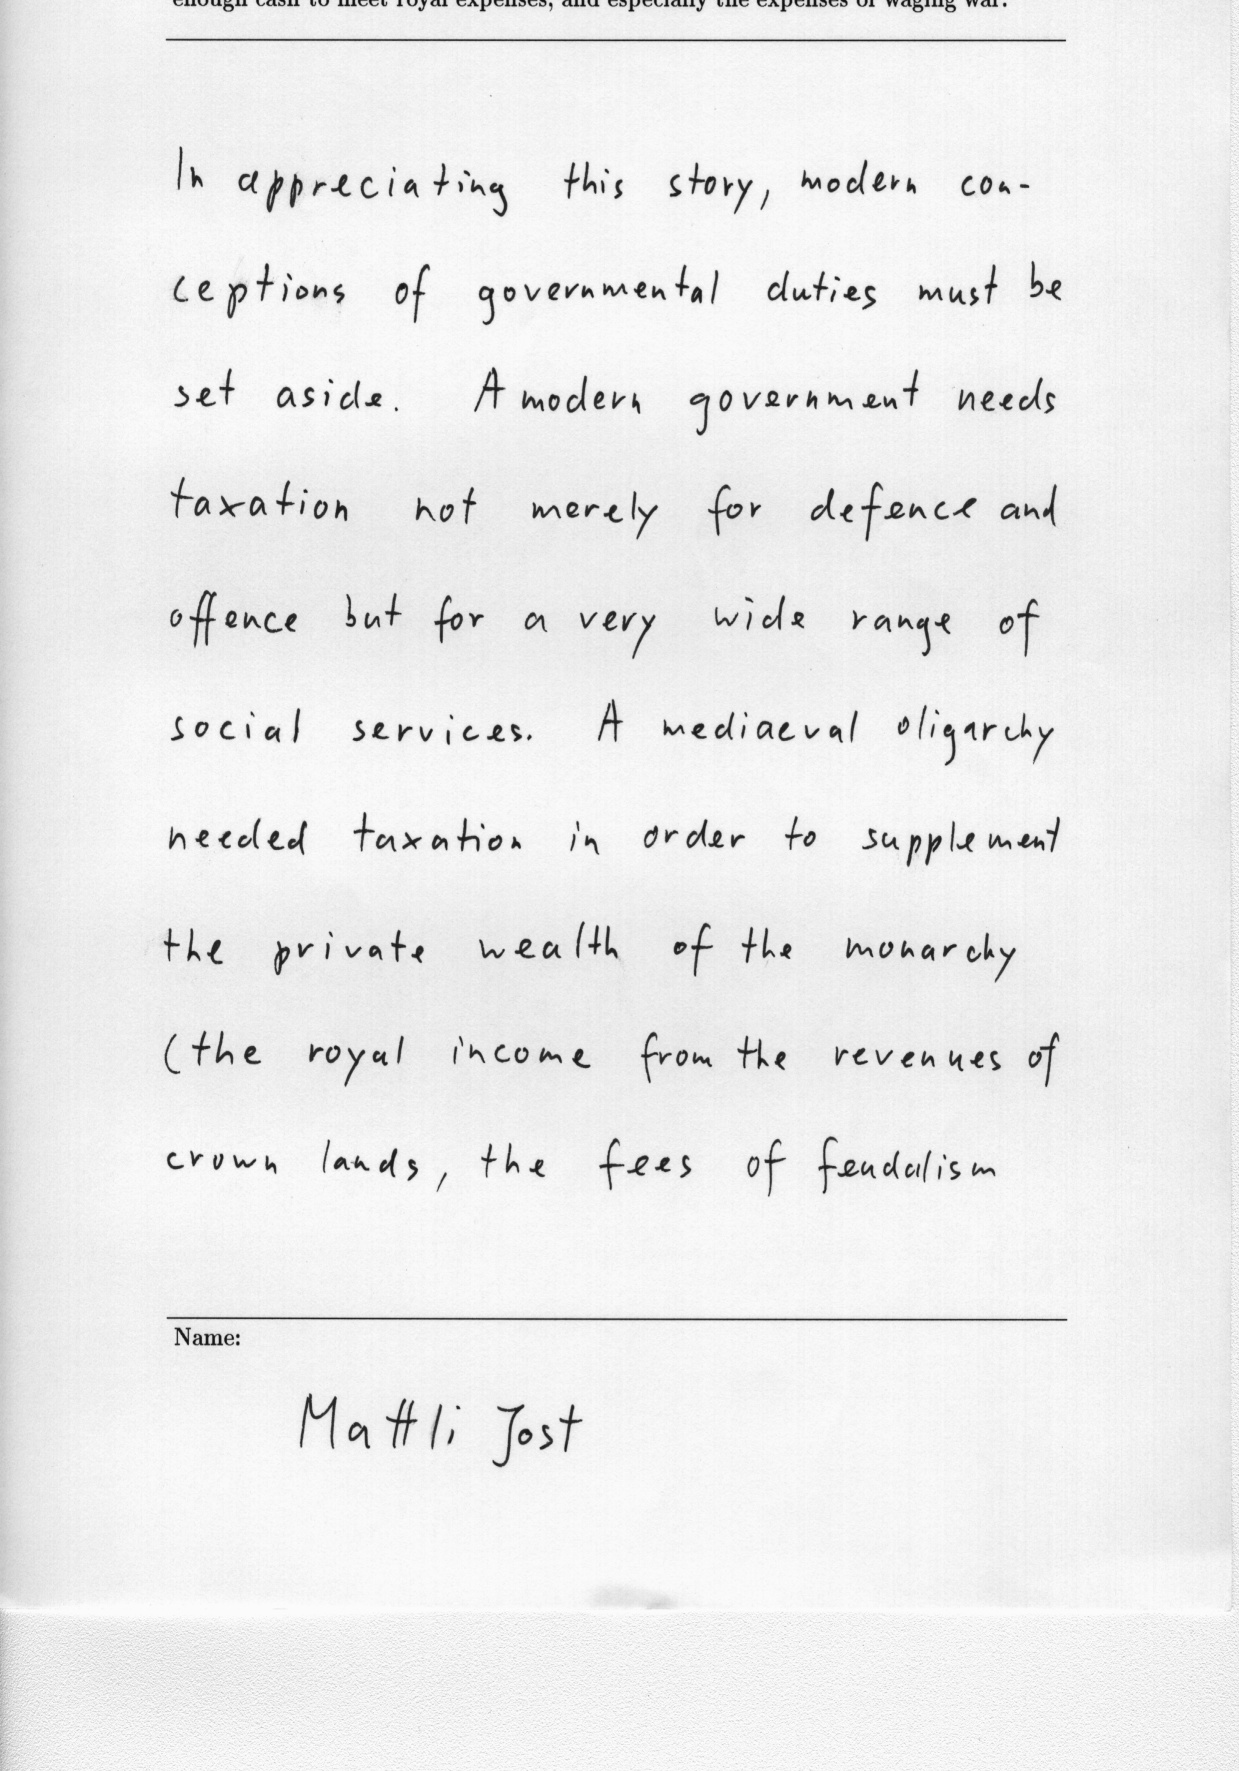 enough cash to meet royal expenses, and especially the expenses of waging war.
In appreciating this story, modern con-
ceptions of governmental duties must be
set aside. A modern government needs
taxation not merely for defence and
offence but for a very wide range of
social services. A mediaeval oligarchy
needed taxation in order to supplement
the private wealth of the monarchy
(the royal income from the revenues of
crown lands, the fees of feudalism
Name:
Mattli Jost